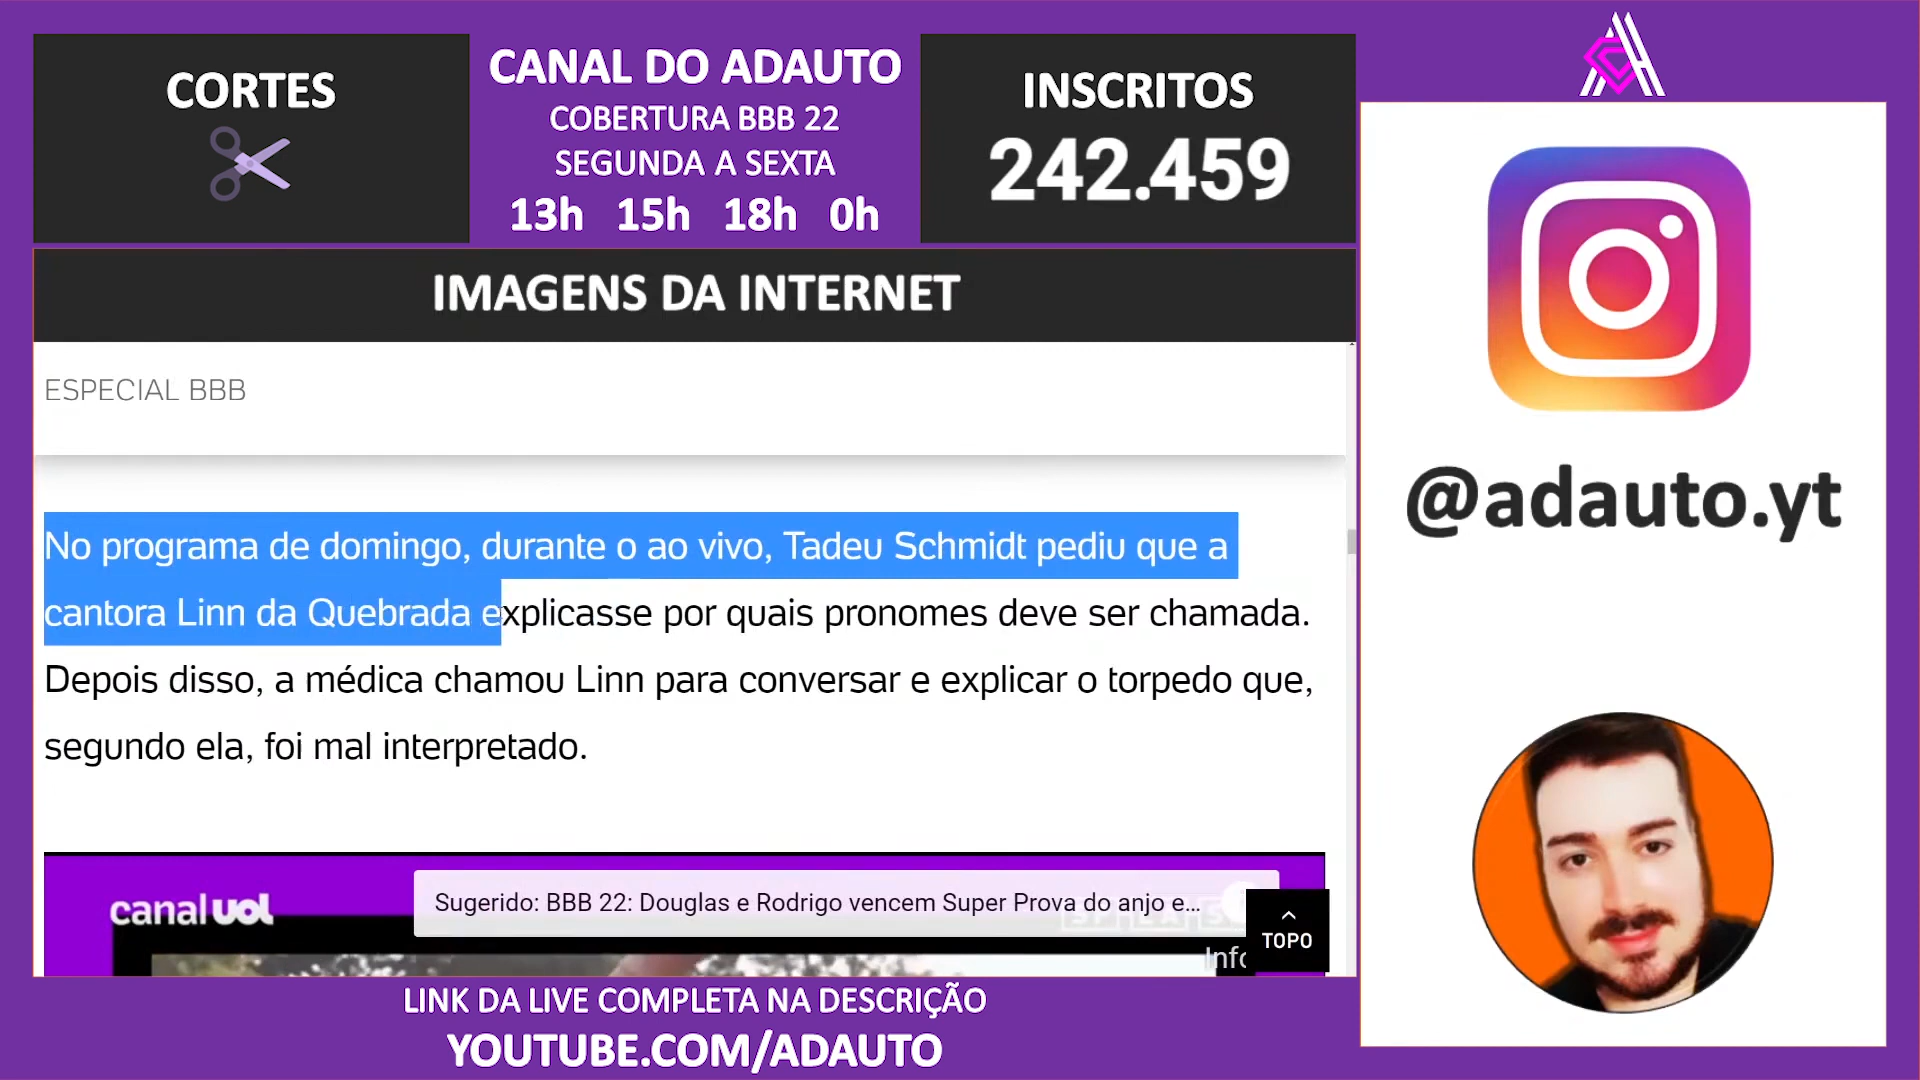 CORTES
CANAL DO ADAUTO
COBERTURA BBB 22
SEGUNDA A SEXTA
13h 15h 18h 0h
INSCRITOS
242.459
IMAGENS DA INTERNET
ESPECIAL BBB
No programa de domingo, durante o ao vivo, Tadeu Schmidt pediu que a
cantora Linn da Quebrada explicasse por quais pronomes deve ser chamada.
Depois disso, a médica chamou Linn para conversar e explicar o torpedo que,
segundo ela, foi mal interpretado.
canal uol
Sugerido: BBB 22: Douglas e Rodrigo vencem Super Prova do anjo e...
TOPO
LINK DA LIVE COMPLETA NA DESCRIÇÃO
YOUTUBE.COM/ADAUTO
@adauto.yt